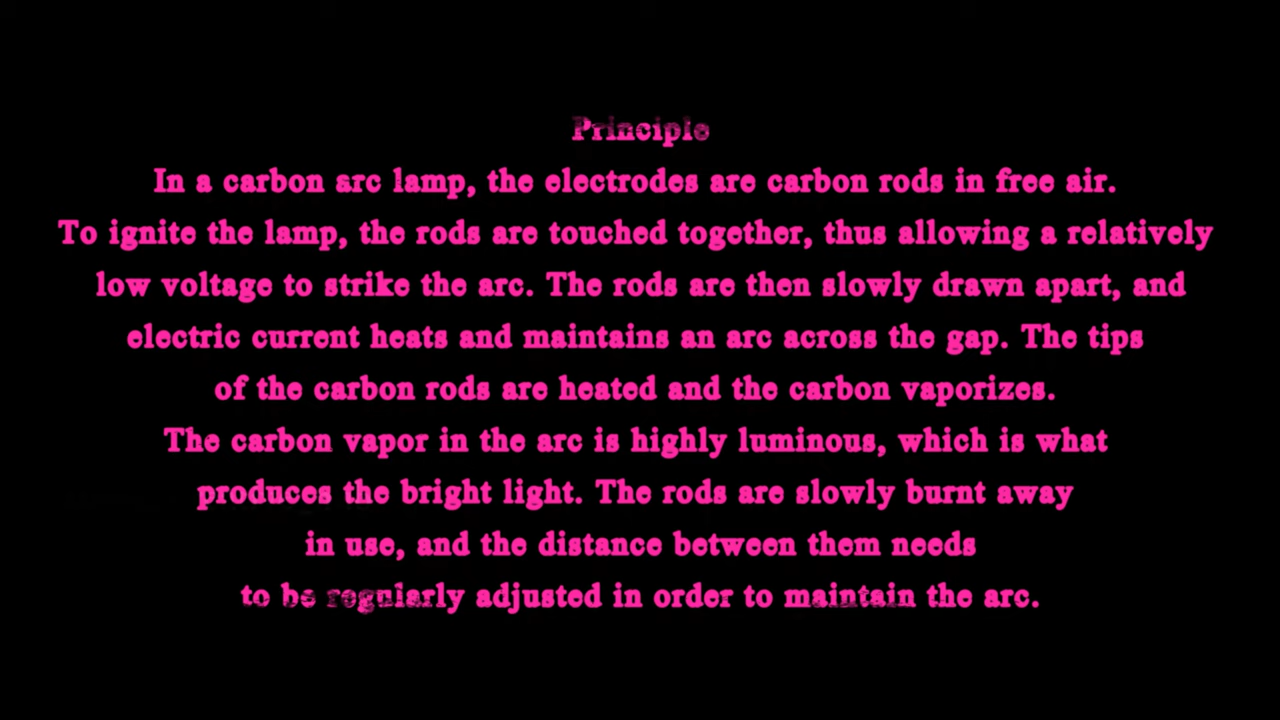 Principle
In a carbon arc lamp, the electrodes are carbon rods in free air.
To ignite the lamp, the rods are touched together, thus allowing a relatively
low voltage to strike the arc. The rods are then slowly drawn apart, and
electric current heats and maintains an arc across the gap. The tips
of the carbon rods are heated and the carbon vaporizes.
The carbon vapor in the arc is highly luminous, which is what
produces the bright light. The rods are slowly burnt away
in use, and the distance between them needs
to be regularly adjusted in order to maintain the arc.